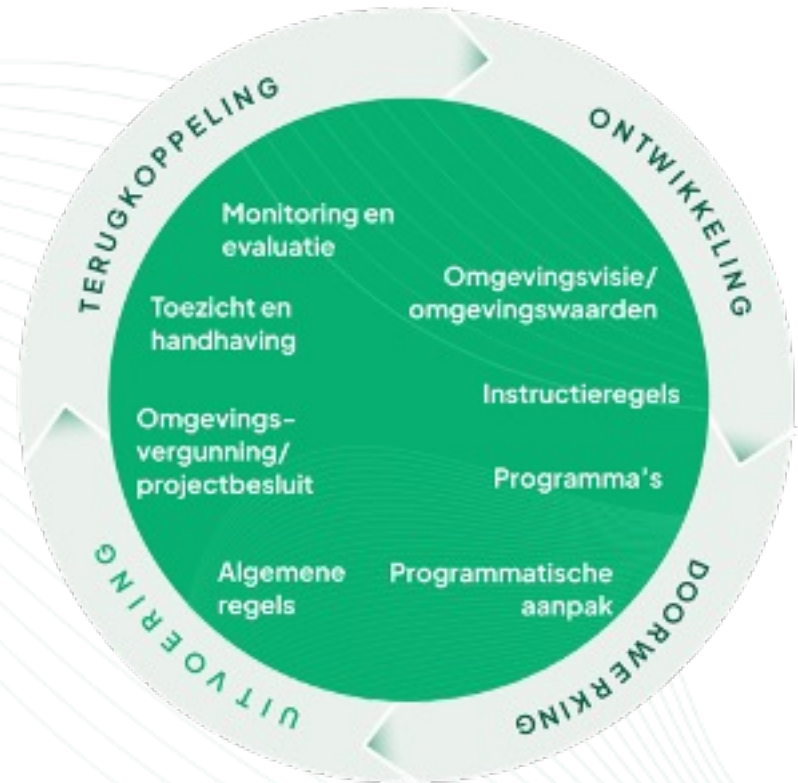 TERUGKOPPELING
ONTWIKKELING
Monitoring en
evaluatie
Omgevingsvisie/
omgevingswaarden
Toezicht en
handhaving
Instructieregels
Omgevings-
vergunning/
projectbesluit
Programma's
Algemene
regels
Programmatische
aanpak
UITVOERING
DOORWERKING